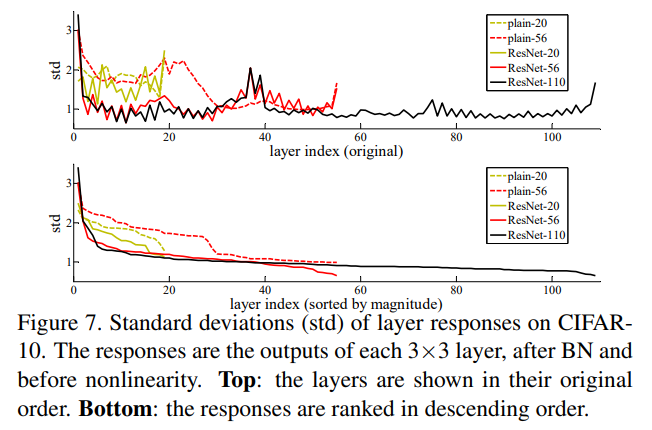 std
3
2
1
0
20
40
60
80
100
layer index (original)
plain-20
plain-56
ResNet-20
ResNet-56
ResNet-110
std
3
2
1
0
20
40
60
80
100
layer index (sorted by magnitude)
plain-20
plain-56
ResNet-20
ResNet-56
ResNet-110
Figure 7. Standard deviations (std) of layer responses on CIFAR-
10. The responses are the outputs of each 3×3 layer, after BN and
before nonlinearity. Top: the layers are shown in their original
order. Bottom: the responses are ranked in descending order.